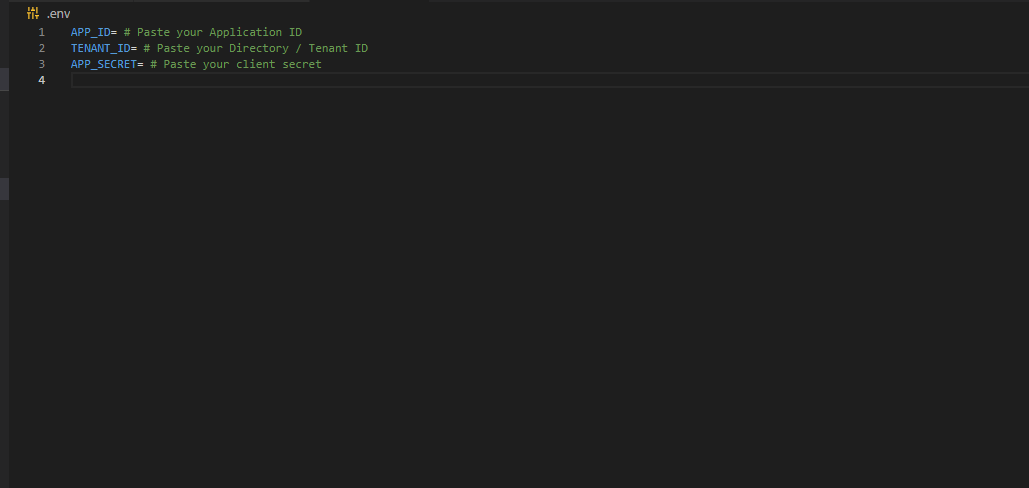 .env
1 APP_ID= # Paste your Application ID
2 TENANT_ID= # Paste your Directory / Tenant ID
3 APP_SECRET= # Paste your client secret
4